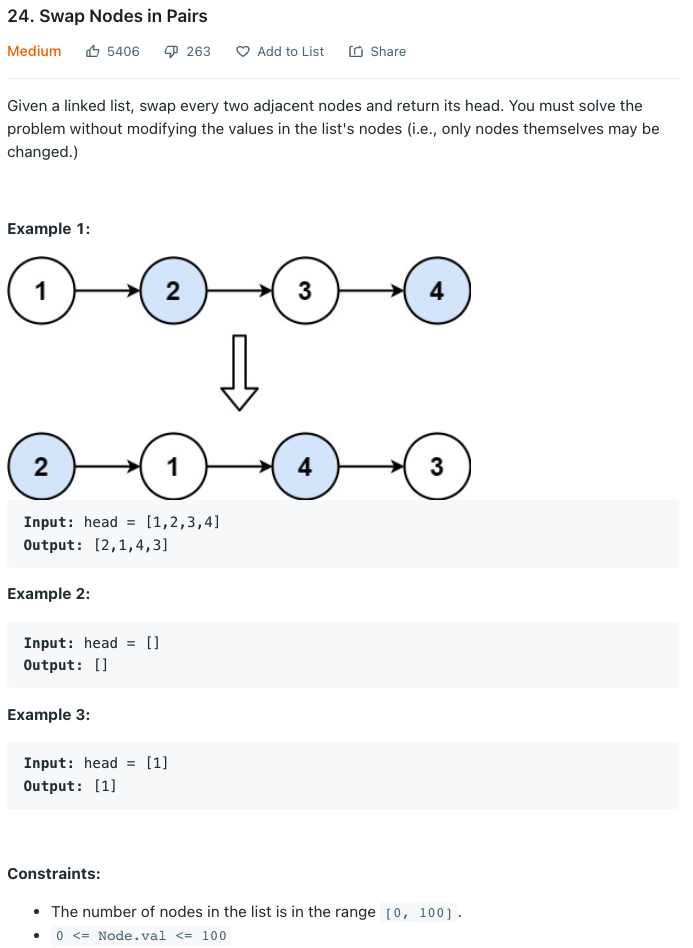 24. Swap Nodes in Pairs
Medium 5406 263 Add to List Share
Given a linked list, swap every two adjacent nodes and return its head. You must solve the
problem without modifying the values in the list's nodes (i.e., only nodes themselves may be
changed.)
Example 1:
1 2 3 4
2 1 4 3
Input: head = [1,2,3,4]
Output: [2,1,4,3]
Example 2:
Input: head = []
Output: []
Example 3:
Input: head = [1]
Output: [1]
Constraints:
• The number of nodes in the list is in the range [0, 100].
• 0 <= Node.val <= 100